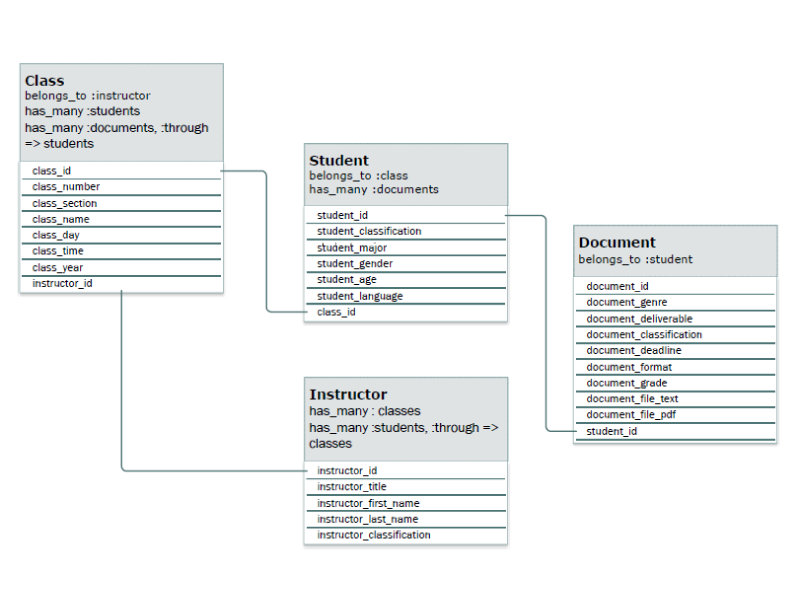 Class
belongs_to :instructor
has_many :students
has_many :documents, :through
=> students
class_id
class_number
class_section
class_name
class_day
class_time
class_year
instructor_id
Student
belongs_to :class
has_many :documents
student_id
student_classification
student_major
student_gender
student_age
student_language
class_id
Document
belongs_to :student
document_id
document_genre
document_deliverable
document_classification
document_deadline
document_format
document_grade
document_file_text
document_file_pdf
student_id
Instructor
has_many : classes
has_many :students, :through =>
classes
instructor_id
instructor_title
instructor_first_name
instructor_last_name
instructor_classification